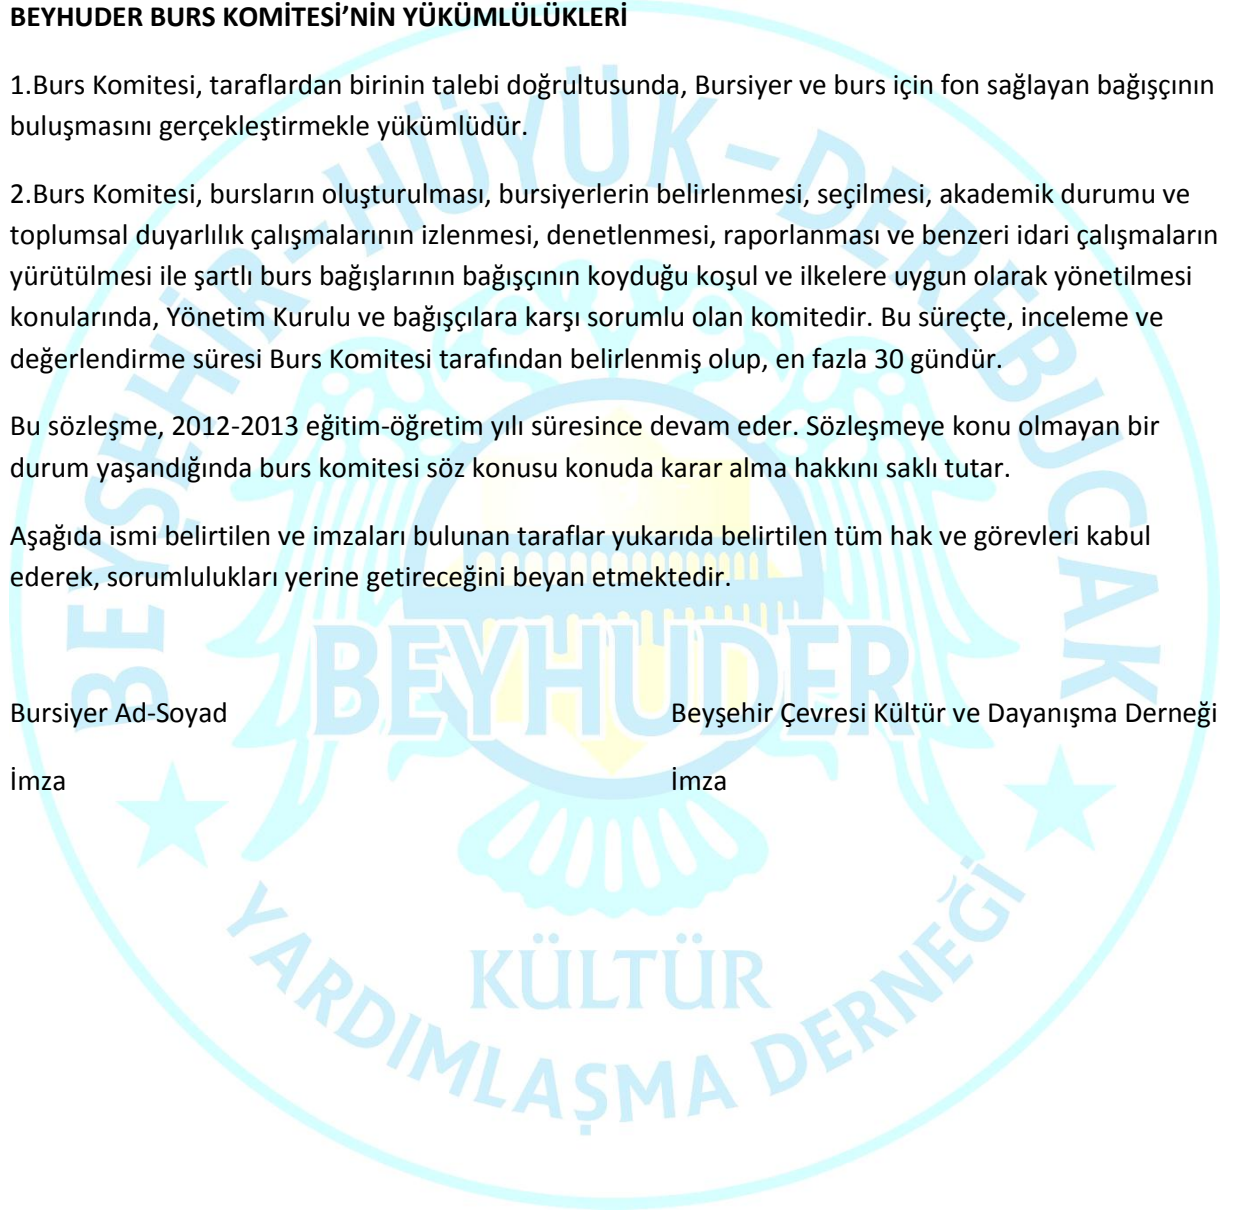 BEYHUDER BURS KOMİTESİ’NİN YÜKÜMLÜLÜKLERİ
1.Burs Komitesi, taraflardan birinin talebi doğrultusunda, Bursiyer ve burs için fon sağlayan bağışçının
buluşmasını gerçekleştirmekle yükümlüdür.
2.Burs Komitesi, bursların oluşturulması, bursiyerlerin belirlenmesi, seçilmesi, akademik durumu ve
toplumsal duyarlılık çalışmalarının izlenmesi, denetlenmesi, raporlanması ve benzeri idari çalışmaların
yürütülmesi ile şartlı burs bağışlarının bağışçının koyduğu koşul ve ilkelere uygun olarak yönetilmesi
konularında, Yönetim Kurulu ve bağışçılara karşı sorumlu olan komitedir. Bu süreçte, inceleme ve
değerlendirme süresi Burs Komitesi tarafından belirlenmiş olup, en fazla 30 gündür.
Bu sözleşme, 2012-2013 eğitim-öğretim yılı süresince devam eder. Sözleşmeye konu olmayan bir
durum yaşandığında burs komitesi söz konusu konuda karar alma hakkını saklı tutar.
Aşağıda ismi belirtilen ve imzaları bulunan taraflar yukarıda belirtilen tüm hak ve görevleri kabul
ederek, sorumlulukları yerine getireceğini beyan etmektedir.
Bursiyer Ad-Soyad Beyşehir Çevresi Kültür ve Dayanışma Derneği
İmza İmza
BEYŞEHİR-HÜYÜK-DEREBUCAK
BEYHUDER
KÜLTÜR
YARDIMLAŞMA DERNEĞİ